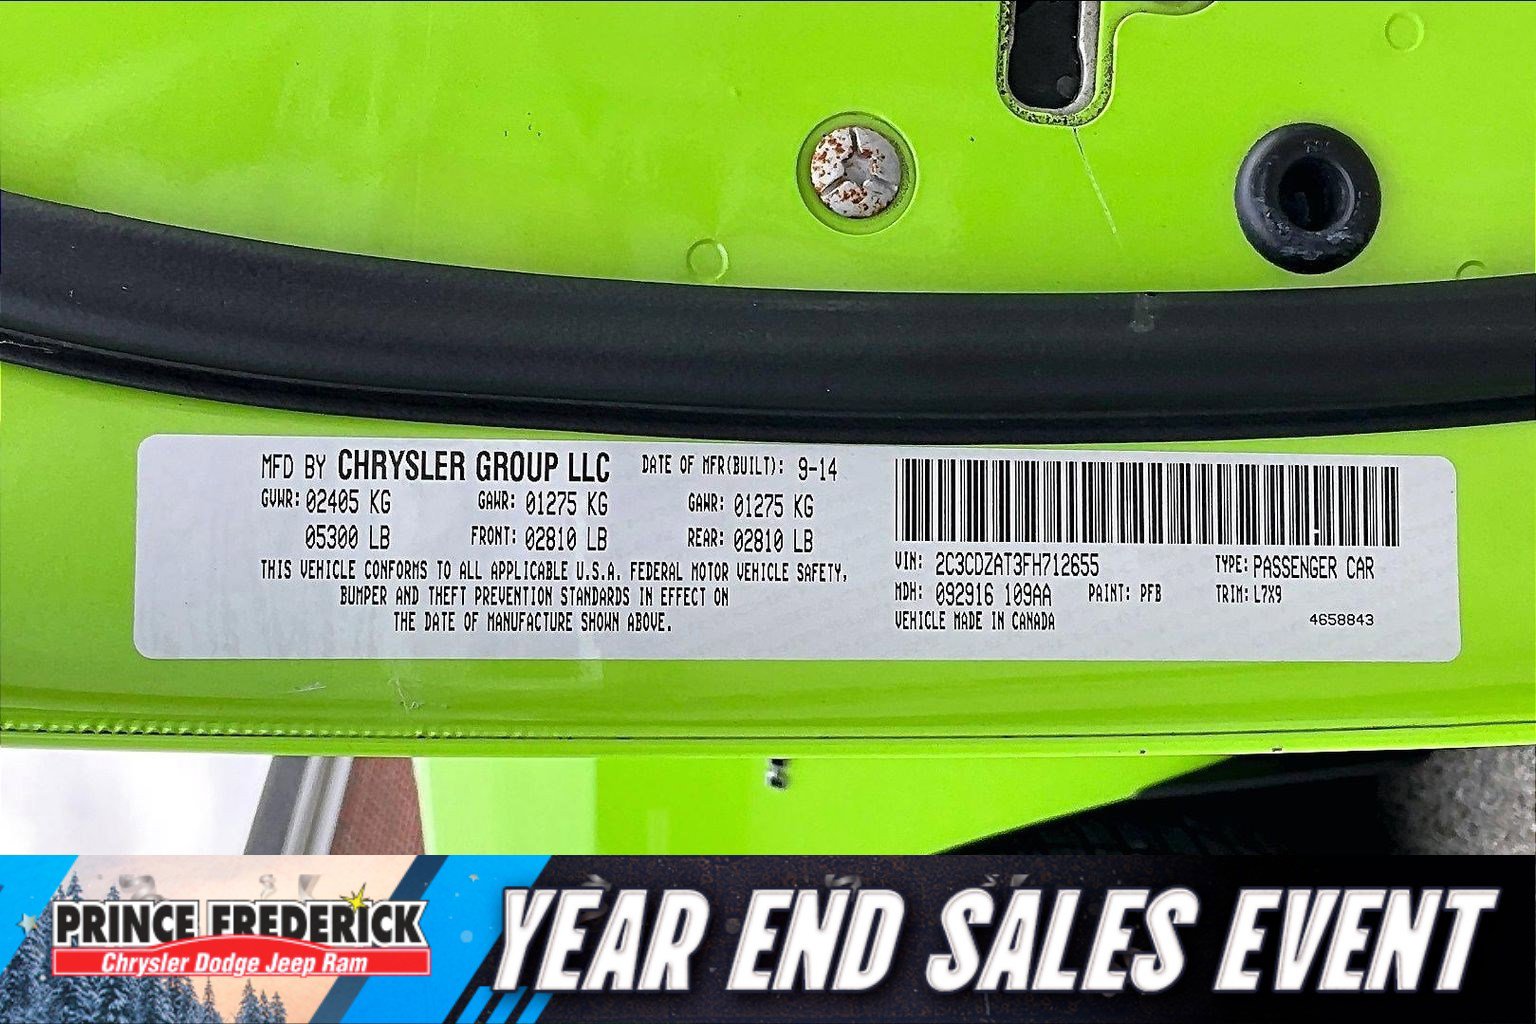 MFD BY CHRYSLER GROUP LLC DATE OF MFR(BUILT): 9-14
GVWR: 02405 KG GAWR: 01275 KG GAWR: 01275 KG
05300 LB FRONT: 02810 LB REAR: 02810 LB
THIS VEHICLE CONFORMS TO ALL APPLICABLE U.S.A. FEDERAL MOTOR VEHICLE SAFETY,
BUMPER AND THEFT PREVENTION STANDARDS IN EFFECT ON
THE DATE OF MANUFACTURE SHOWN ABOVE.
VIN: 2C3CDZAT3FH712655 TYPE: PASSENGER CAR
MDH: 092916 109AA PAINT: PFB TRIM: L7X9
VEHICLE MADE IN CANADA 4658843
PRINCE FREDERICK
Chrysler Dodge Jeep Ram
YEAR END SALES EVENT